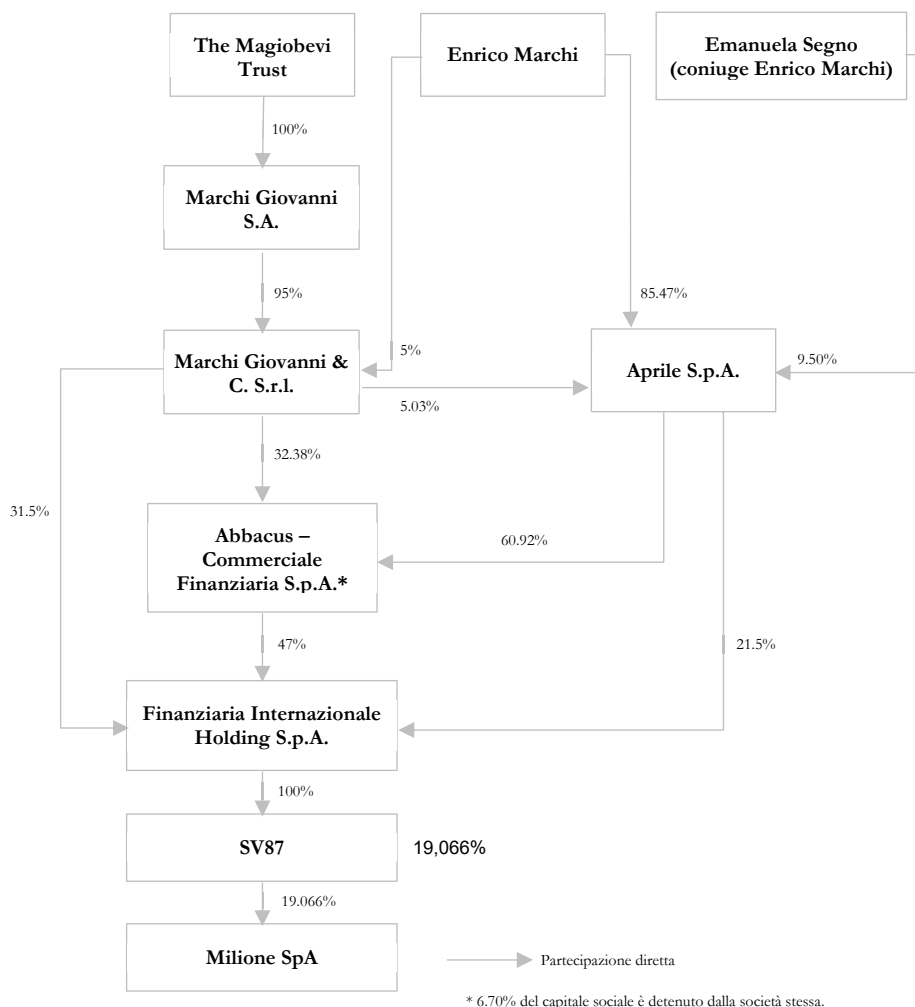 The Magiobevi
Trust
Enrico Marchi
Emanuela Segno
(coniuge Enrico Marchi)
100%
Marchi Giovanni
S.A.
95%
85.47%
5%
Marchi Giovanni &
C. S.r.l.
Aprile S.p.A.
9.50%
5.03%
32.38%
31.5%
Abbacus –
Commerciale
Finanziaria S.p.A.*
60.92%
47%
21.5%
Finanziaria Internazionale
Holding S.p.A.
100%
SV87
19,066%
19.066%
Milione SpA
Partecipazione diretta
* 6.70% del capitale sociale è detenuto dalla società stessa.